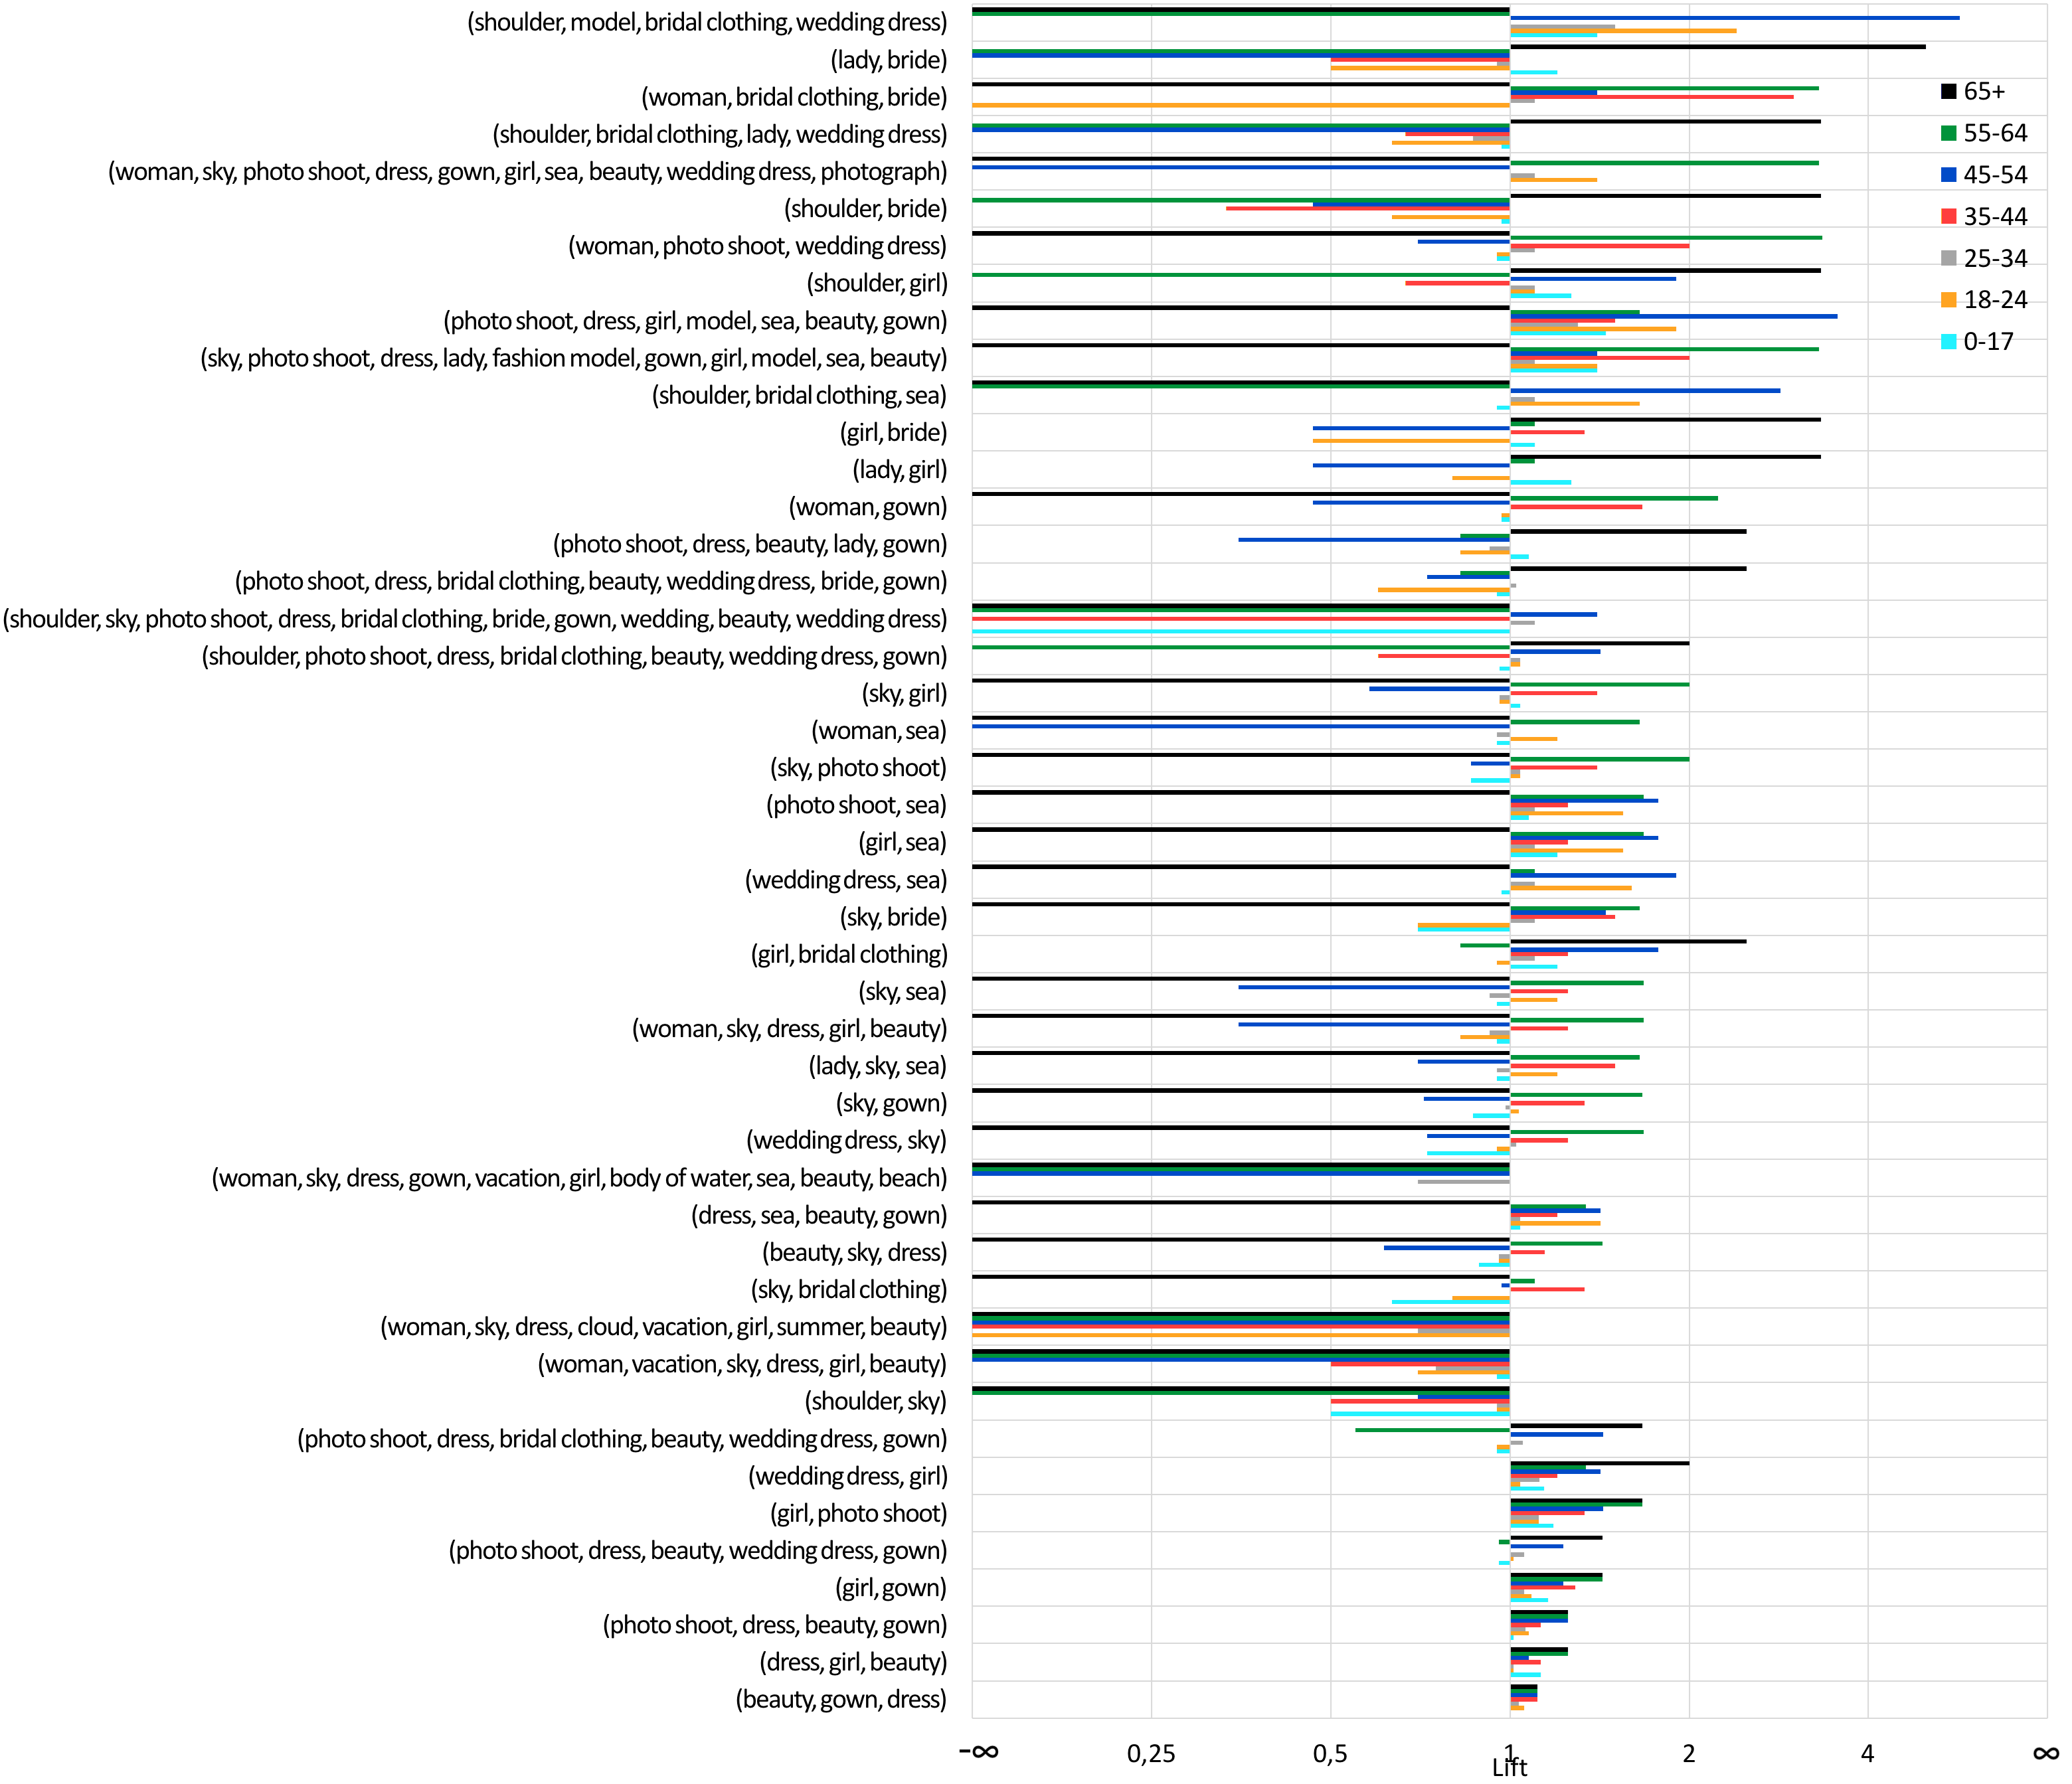 (shoulder, model, bridal clothing, wedding dress)
(lady, bride)
(woman, bridal clothing, bride)
(shoulder, bridal clothing, lady, wedding dress)
(woman, sky, photo shoot, dress, gown, girl, sea, beauty, wedding dress, photograph)
(shoulder, bride)
(woman, photo shoot, wedding dress)
(shoulder, girl)
(photo shoot, dress, girl, model, sea, beauty, gown)
(sky, photo shoot, dress, lady, fashion model, gown, girl, model, sea, beauty)
(shoulder, bridal clothing, sea)
(girl, bride)
(lady, girl)
(woman, gown)
(photo shoot, dress, beauty, lady, gown)
(photo shoot, dress, bridal clothing, beauty, wedding dress, bride, gown)
(shoulder, sky, photo shoot, dress, bridal clothing, bride, gown, wedding, beauty, wedding dress)
(shoulder, photo shoot, dress, bridal clothing, beauty, wedding dress, gown)
(sky, girl)
(woman, sea)
(sky, photo shoot)
(photo shoot, sea)
(girl, sea)
(wedding dress, sea)
(sky, bride)
(girl, bridal clothing)
(sky, sea)
(woman, sky, dress, girl, beauty)
(lady, sky, sea)
(sky, gown)
(wedding dress, sky)
(woman, sky, dress, gown, vacation, girl, body of water, sea, beauty, beach)
(dress, sea, beauty, gown)
(beauty, sky, dress)
(sky, bridal clothing)
(woman, sky, dress, cloud, vacation, girl, summer, beauty)
(woman, vacation, sky, dress, girl, beauty)
(shoulder, sky)
(photo shoot, dress, bridal clothing, beauty, wedding dress, gown)
(wedding dress, girl)
(girl, photo shoot)
(photo shoot, dress, beauty, wedding dress, gown)
(girl, gown)
(photo shoot, dress, beauty, gown)
(dress, girl, beauty)
(beauty, gown, dress)
65+
55-64
45-54
35-44
25-34
18-24
0-17
-∞ 0,25 0,5 1 2 4 ∞
Lift